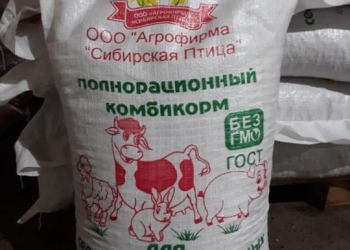 ООО "Агрофирма
"Сибирская Птица"
полнорационный
комбикорм
БЕЗ
ГМО
ГОСТ
для